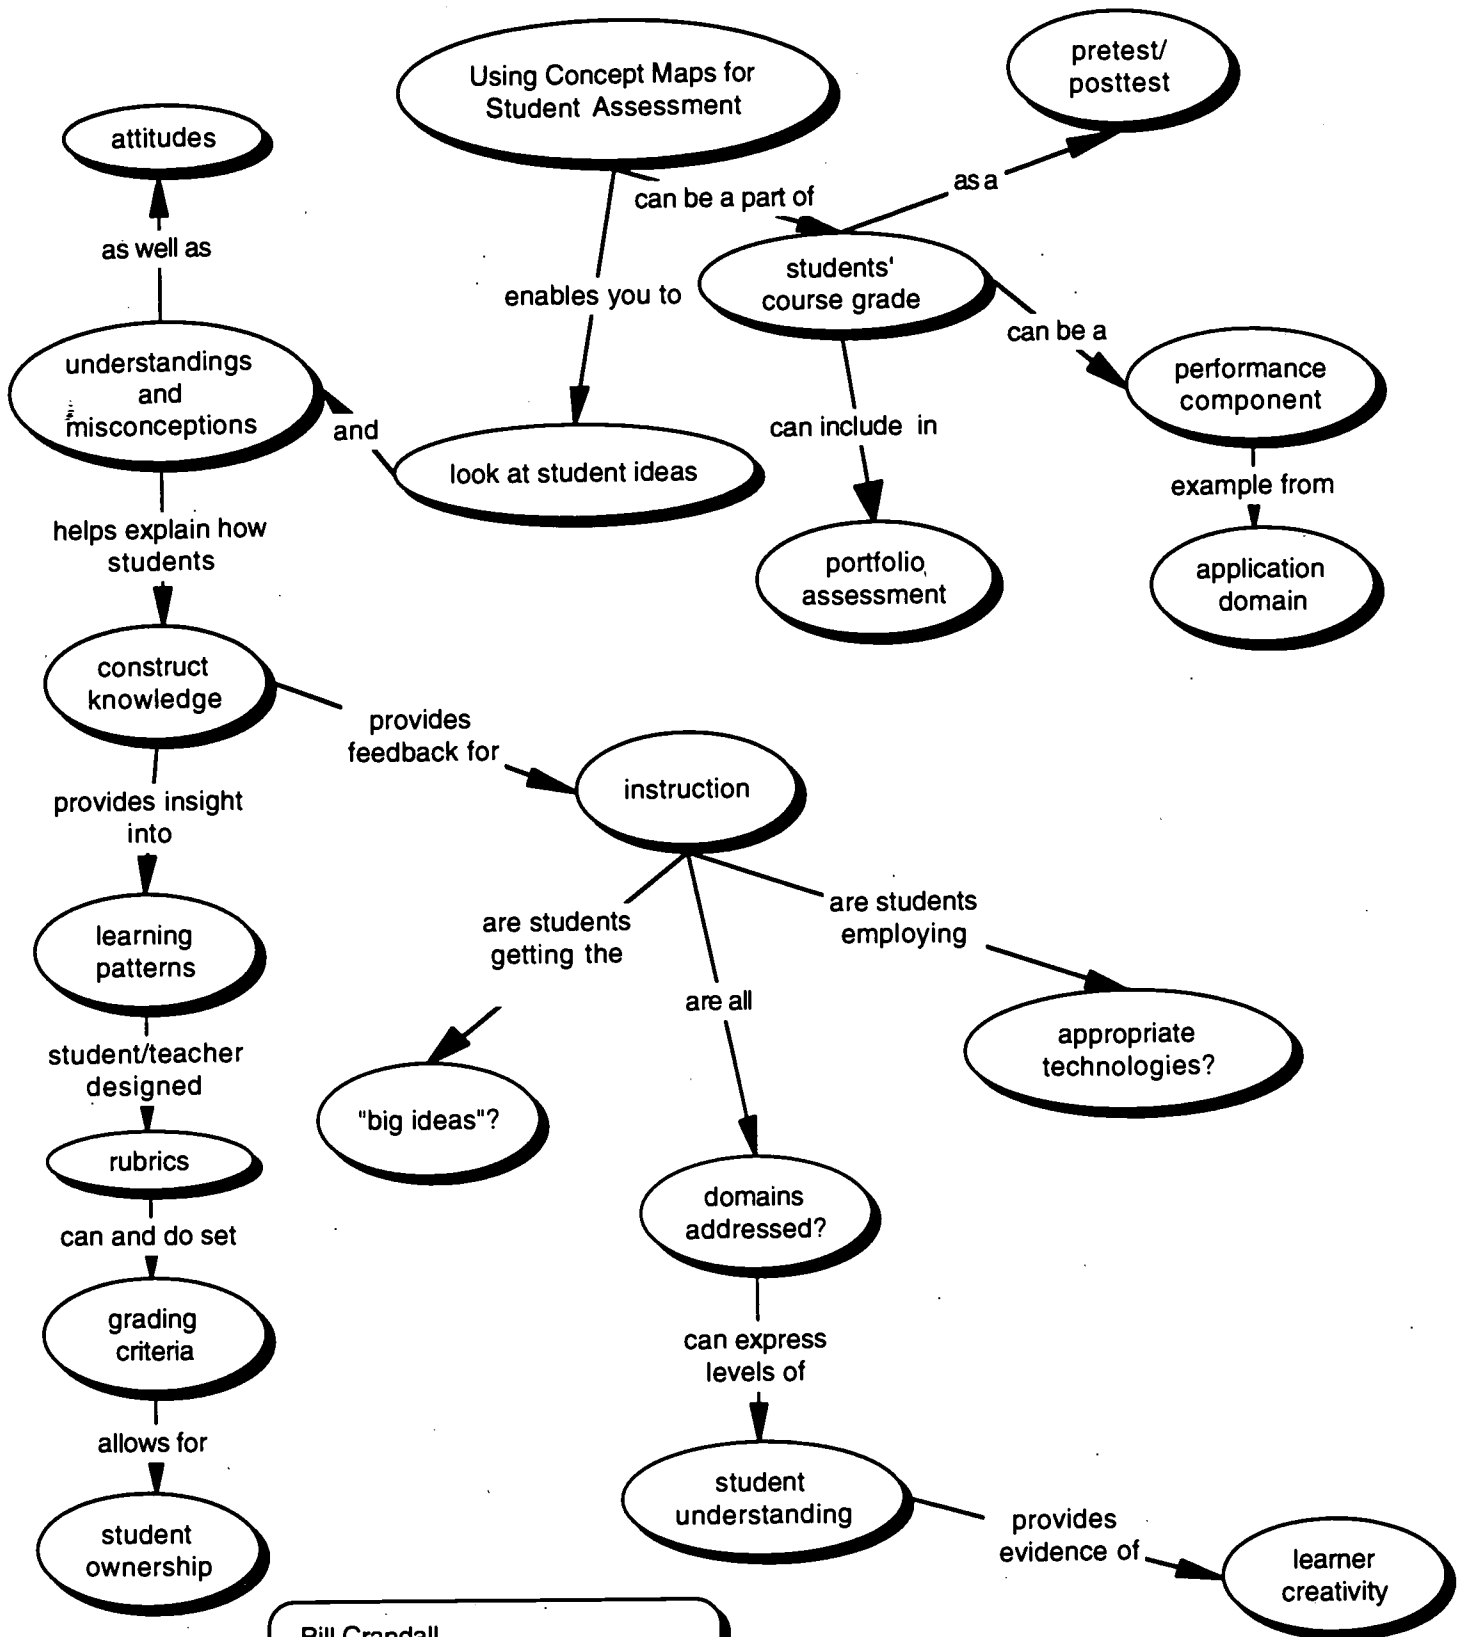 Using Concept Maps for
Student Assessment
pretest/
posttest
attitudes
can be a part of
as a
as well as
students'
course grade
enables you to
can be a
understandings
and
misconceptions
performance
component
and
can include in
look at student ideas
example from
helps explain how
students
portfolio
assessment
application
domain
construct
knowledge
provides
feedback for
instruction
provides insight
into
are students
getting the
are students
employing
learning
patterns
are all
appropriate
technologies?
student/teacher
designed
"big ideas"?
rubrics
domains
addressed?
can and do set
grading
criteria
can express
levels of
allows for
student
understanding
student
ownership
provides
evidence of
learner
creativity
Bill Crandall